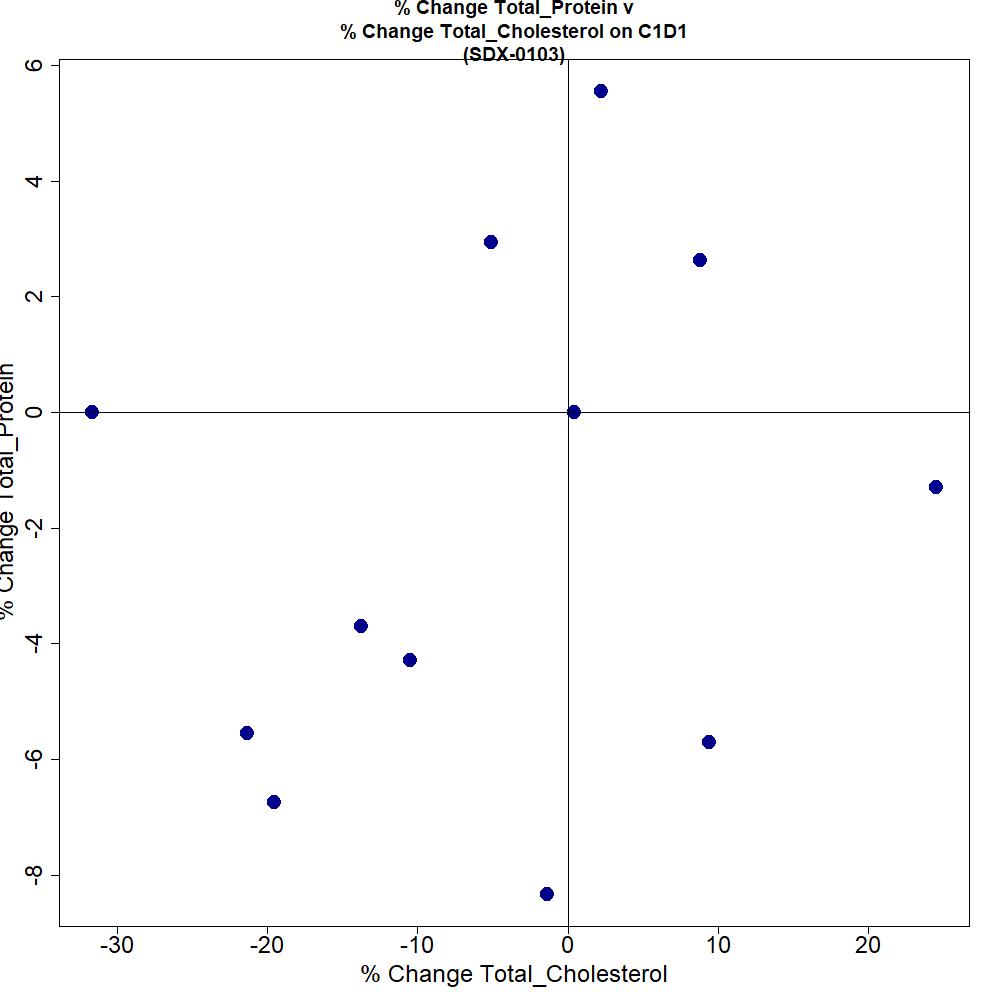 % Change Total_Protein v
% Change Total_Cholesterol on C1D1
(SDX-0103)
% Change Total_Protein
6
4
2
0
-2
-4
-6
-8
-30
-20
-10
0
10
20
% Change Total_Cholesterol